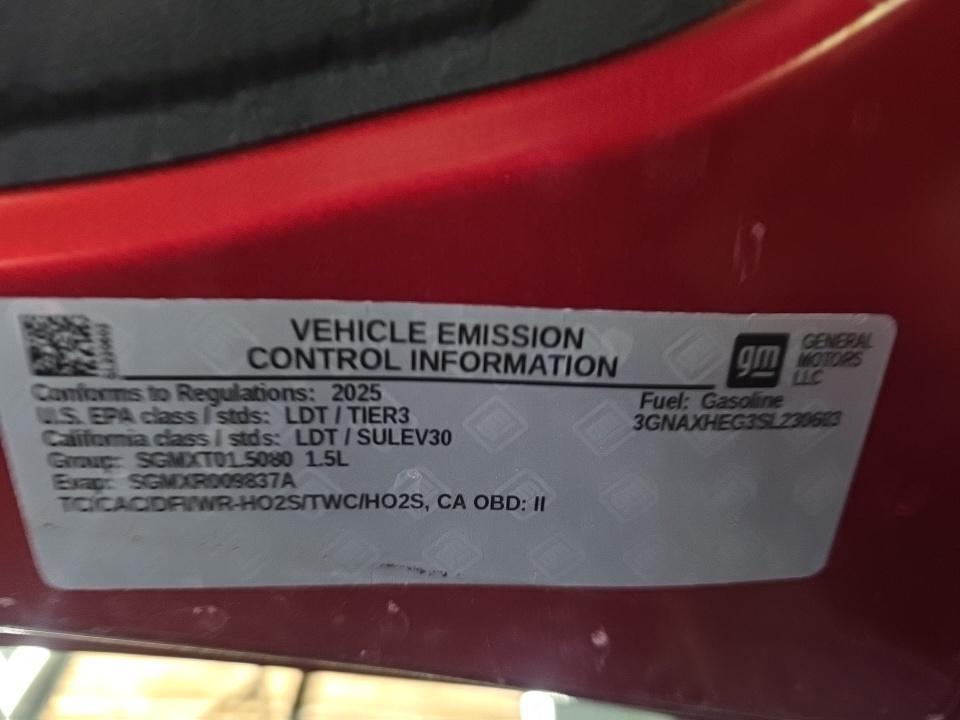 VEHICLE EMISSION
CONTROL INFORMATION
gm
GENERAL
MOTORS
LLC
Conforms to Regulations: 2025
U.S. EPA class / stds: LDT / TIER3
California class / stds: LDT / SULEV30
Group: SGMXT01.5080 1.5L
Evap: SGMXR009837A
TC/CAC/DFI/WR-HO2S/TWC/HO2S, CA OBD: II
Fuel: Gasoline